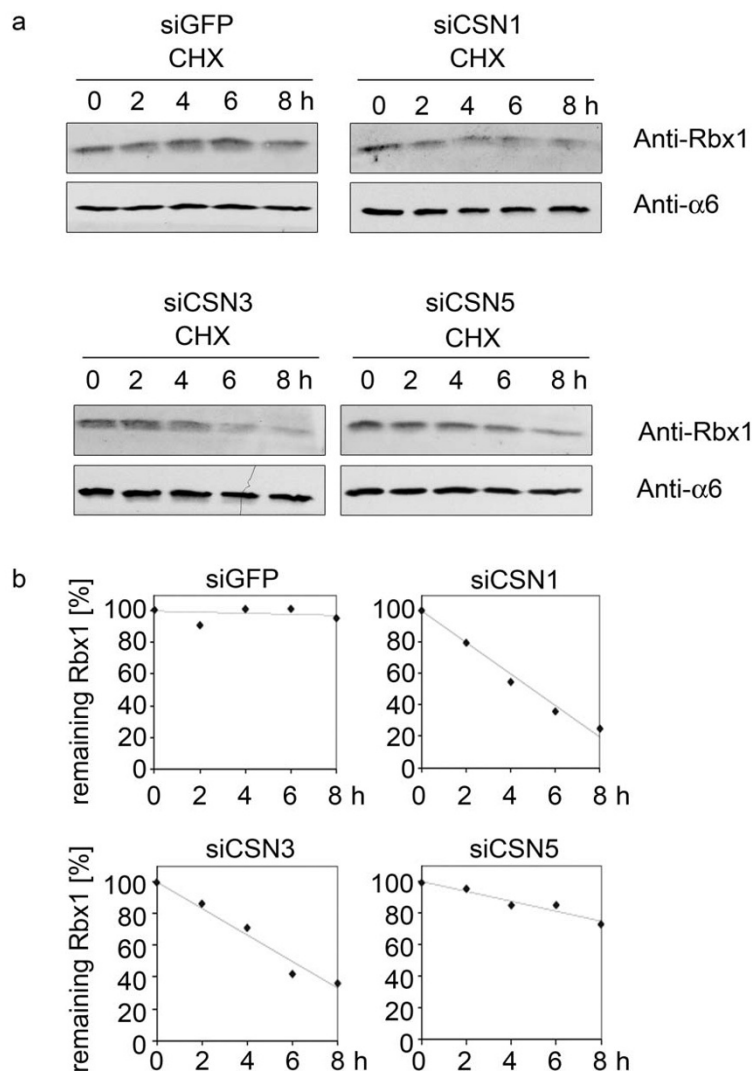 a
siGFP siCSN1
CHX CHX
0 2 4 6 8 h 0 2 4 6 8 h
Anti-Rbx1
Anti-α6
siCSN3 siCSN5
CHX CHX
0 2 4 6 8 h 0 2 4 6 8 h
Anti-Rbx1
Anti-α6
b
siGFP siCSN1
remaining Rbx1 [%]
100 100
80 80
60 60
40 40
20 20
0 0
0 2 4 6 8 h 0 2 4 6 8 h
siCSN3 siCSN5
remaining Rbx1 [%]
100 100
80 80
60 60
40 40
20 20
0 0
0 2 4 6 8 h 0 2 4 6 8 h